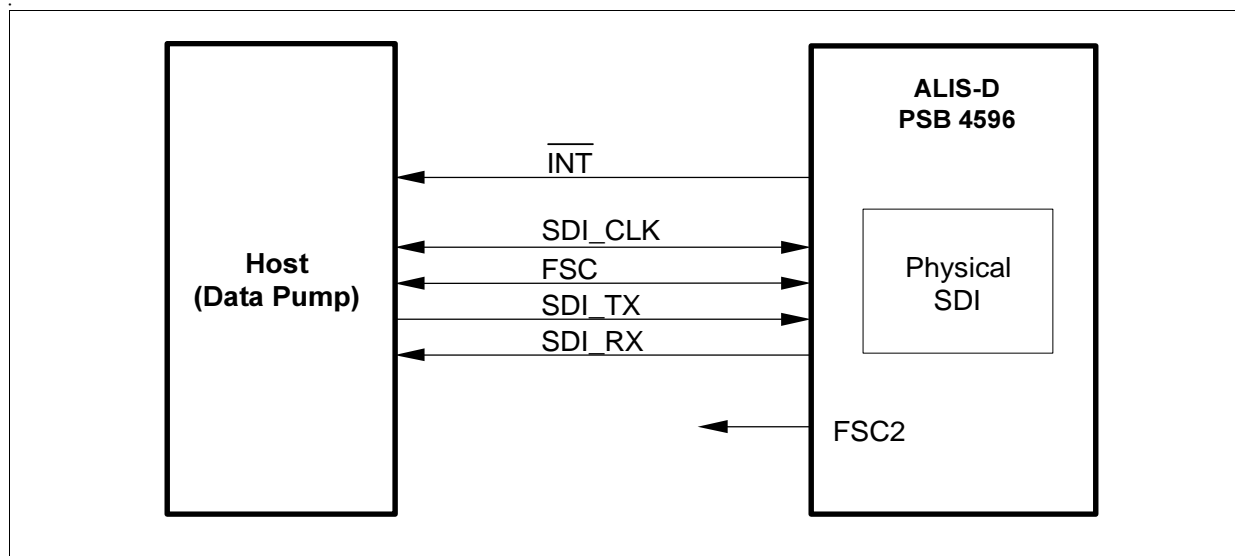 ALIS-D
PSB 4596
INT
SDI_CLK
Host
(Data Pump)
FSC
SDI_TX
SDI_RX
Physical
SDI
FSC2